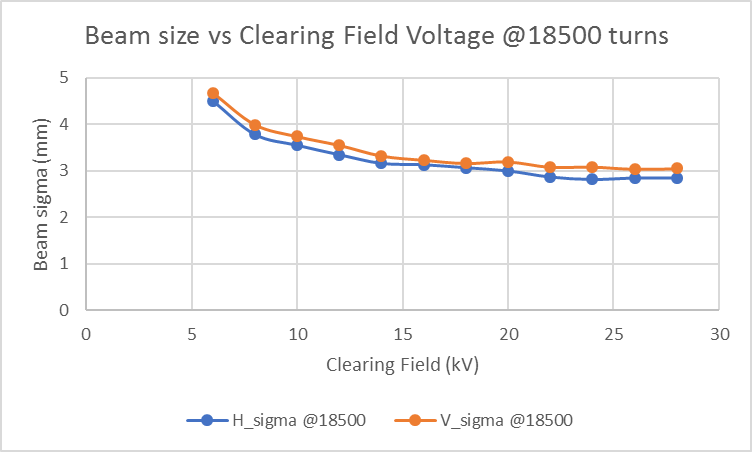 Beam size vs Clearing Field Voltage @18500 turns
5
4
3
2
1
0
Beam sigma (mm)
0 5 10 15 20 25 30
Clearing Field (kV)
H_sigma @18500 V_sigma @18500